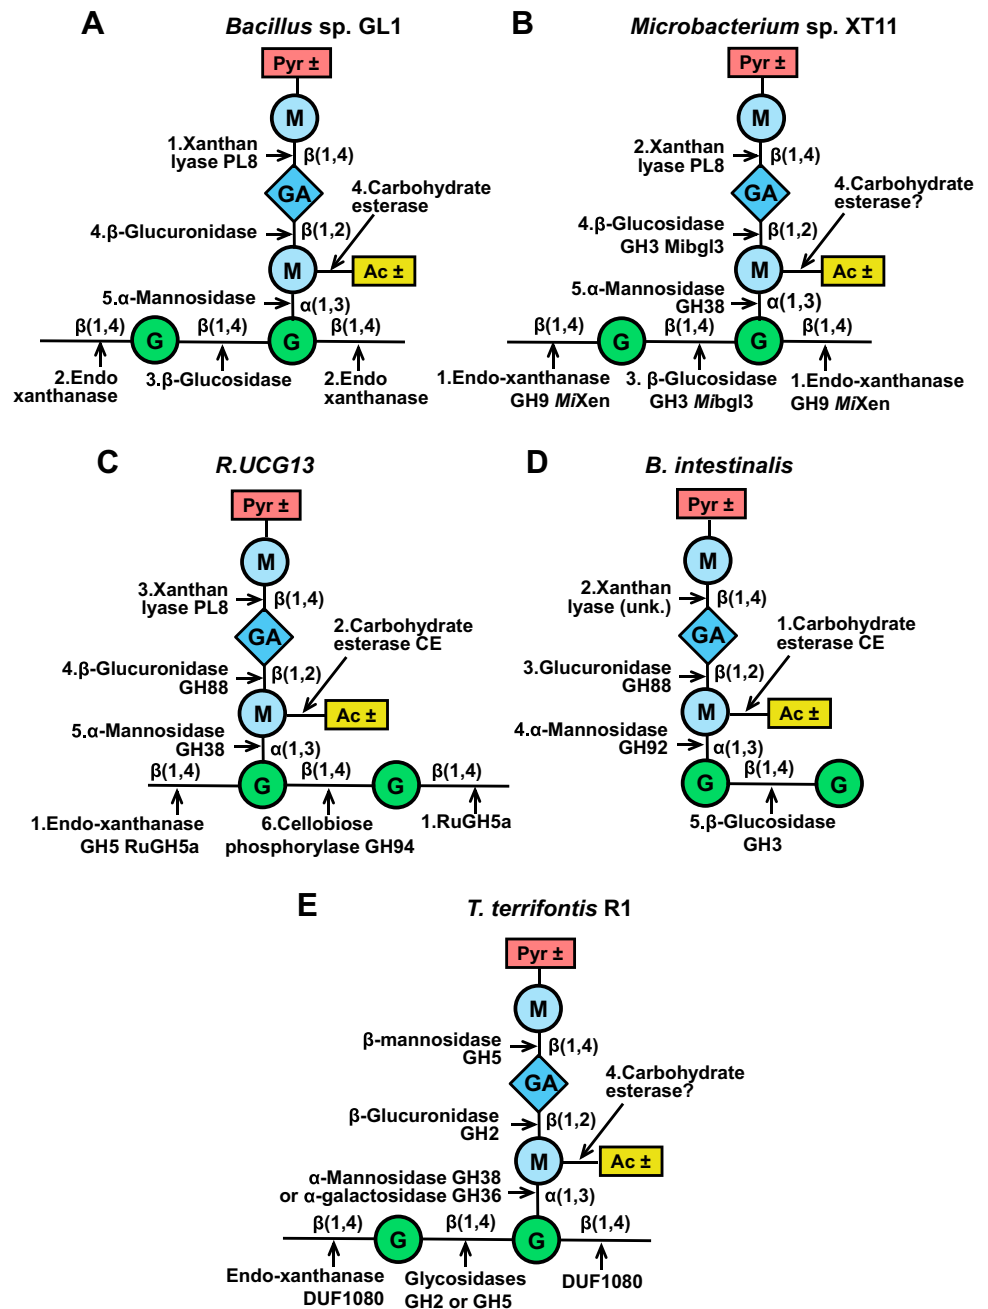 A
Bacillus sp. GL1
Pyr ±
M
1.Xanthan
lyase PL8
β(1,4)
GA
4.Carbohydrate
esterase
4.β-Glucuronidase
β(1,2)
M
Ac ±
5.α-Mannosidase
α(1,3)
β(1,4)
G
β(1,4)
G
β(1,4)
2.Endo
xanthanase
3.β-Glucosidase
2.Endo
xanthanase
B
Microbacterium sp. XT11
Pyr ±
M
2.Xanthan
lyase PL8
β(1,4)
GA
4.Carbohydrate
esterase?
4.β-Glucosidase
GH3 Mibgl3
β(1,2)
M
Ac ±
5.α-Mannosidase
GH38
α(1,3)
β(1,4)
G
β(1,4)
G
β(1,4)
1.Endo-xanthanase
GH9 MiXen
3. β-Glucosidase
GH3 Mibgl3
1.Endo-xanthanase
GH9 MiXen
C
R.UCG13
Pyr ±
M
3.Xanthan
lyase PL8
β(1,4)
GA
2.Carbohydrate
esterase CE
4.β-Glucuronidase
GH88
β(1,2)
M
Ac ±
5.α-Mannosidase
GH38
α(1,3)
β(1,4)
G
β(1,4)
G
β(1,4)
1.Endo-xanthanase
GH5 RuGH5a
6.Cellobiose
phosphorylase GH94
1.RuGH5a
D
B. intestinalis
Pyr ±
M
2.Xanthan
lyase (unk.)
β(1,4)
GA
1.Carbohydrate
esterase CE
3.Glucuronidase
GH88
β(1,2)
M
Ac ±
4.α-Mannosidase
GH92
α(1,3)
G
β(1,4)
G
5.β-Glucosidase
GH3
E
T. terrifontis R1
Pyr ±
M
β-mannosidase
GH5
β(1,4)
GA
4.Carbohydrate
esterase?
β-Glucuronidase
GH2
β(1,2)
M
Ac ±
α-Mannosidase GH38
or α-galactosidase GH36
α(1,3)
β(1,4)
G
β(1,4)
G
β(1,4)
Endo-xanthanase
DUF1080
Glycosidases
GH2 or GH5
DUF1080